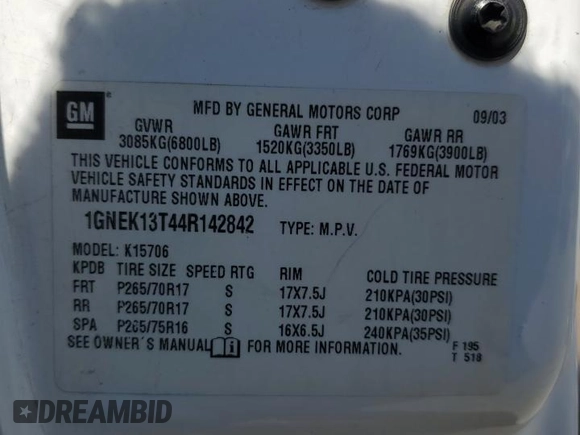 GM
MFD BY GENERAL MOTORS CORP 09/03
GVWR GAWR FRT GAWR RR
3085KG(6800LB) 1520KG(3350LB) 1769KG(3900LB)
THIS VEHICLE CONFORMS TO ALL APPLICABLE U.S. FEDERAL MOTOR
VEHICLE SAFETY STANDARDS IN EFFECT ON THE DATE OF
MANUFACTURE SHOWN ABOVE.
1GNEK13T44R142842 TYPE: M.P.V.
MODEL: K15706
KPDB TIRE SIZE SPEED RTG RIM COLD TIRE PRESSURE
FRT P265/70R17 S 17X7.5J 210KPA(30PSI)
RR P265/70R17 S 17X7.5J 210KPA(30PSI)
SPA P265/75R16 S 16X6.5J 240KPA(35PSI)
SEE OWNER'S MANUAL i FOR MORE INFORMATION. F 195
T 518
DREAMBID